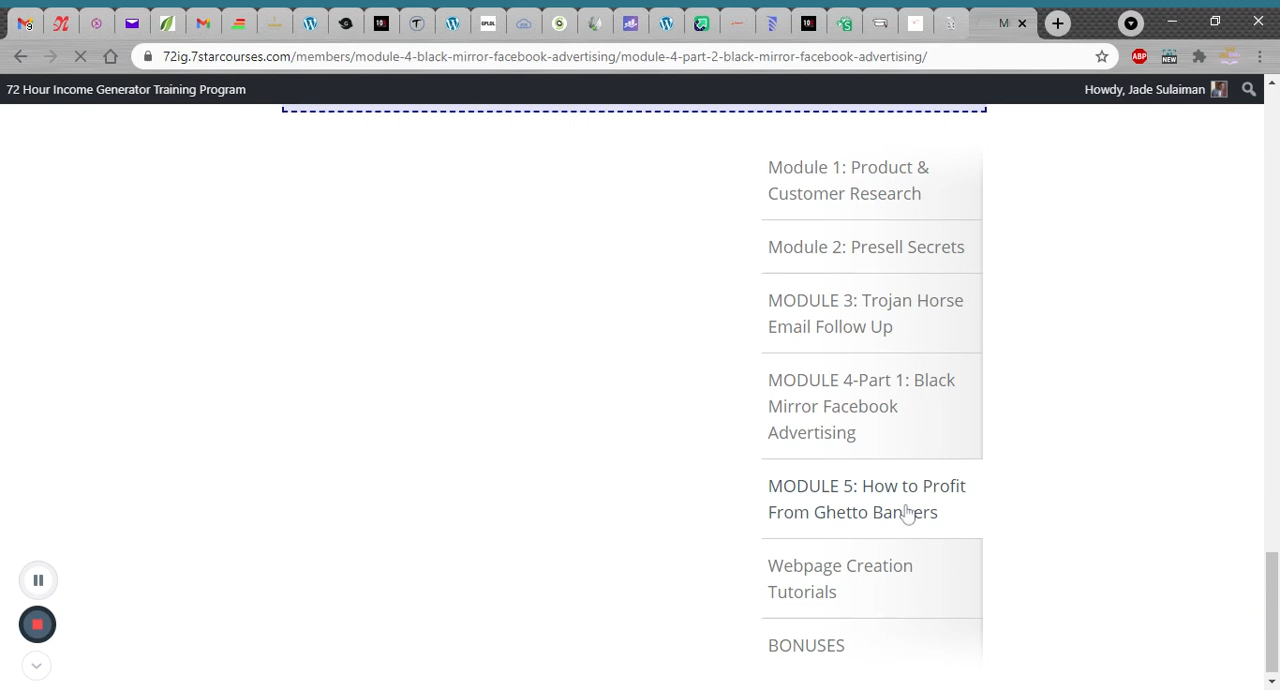 72ig.7starcourses.com/members/module-4-black-mirror-facebook-advertising/module-4-part-2-black-mirror-facebook-advertising/
ABP
NEW
72 Hour Income Generator Training Program
Howdy, Jade Sulaiman
Module 1: Product &
Customer Research
Module 2: Presell Secrets
MODULE 3: Trojan Horse
Email Follow Up
MODULE 4-Part 1: Black
Mirror Facebook
Advertising
MODULE 5: How to Profit
From Ghetto Banners
Webpage Creation
Tutorials
BONUSES